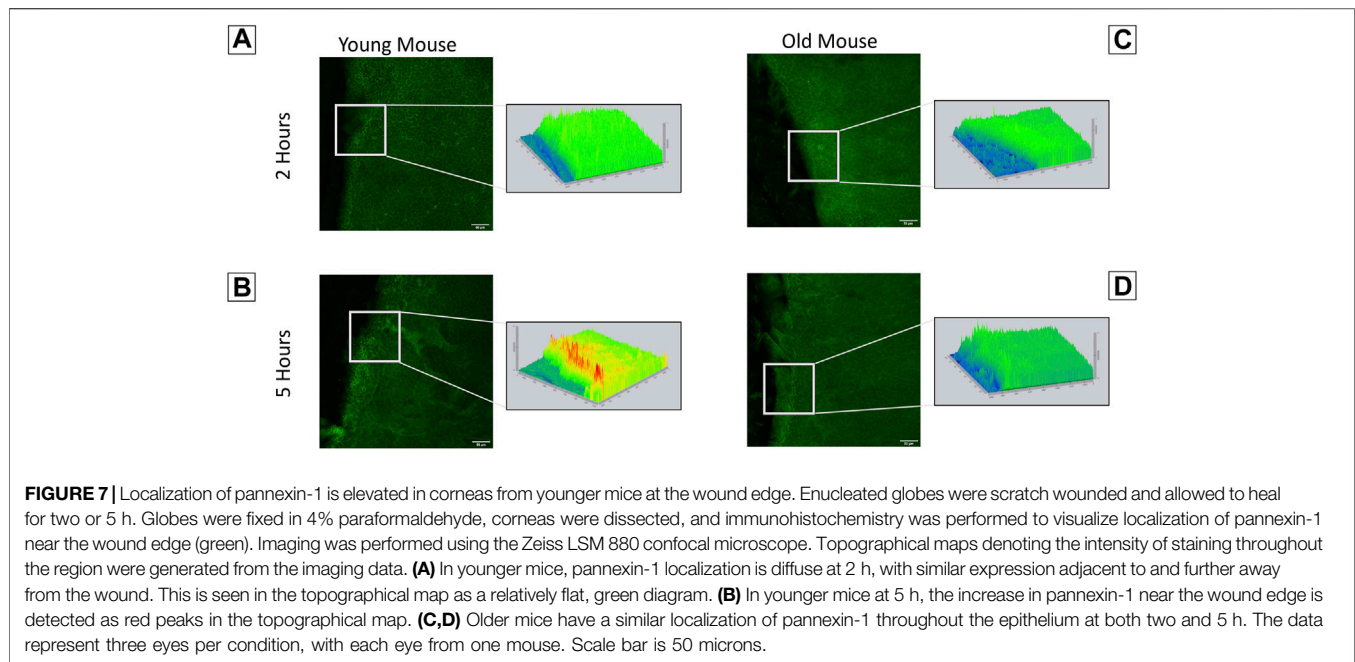 A
Young Mouse
Old Mouse
C
2 Hours
B
D
5 Hours
FIGURE 7 | Localization of pannexin-1 is elevated in corneas from younger mice at the wound edge. Enucleated globes were scratch wounded and allowed to heal
for two or 5 h. Globes were fixed in 4% paraformaldehyde, corneas were dissected, and immunohistochemistry was performed to visualize localization of pannexin-1
near the wound edge (green). Imaging was performed using the Zeiss LSM 880 confocal microscope. Topographical maps denoting the intensity of staining throughout
the region were generated from the imaging data. (A) In younger mice, pannexin-1 localization is diffuse at 2 h, with similar expression adjacent to and further away
from the wound. This is seen in the topographical map as a relatively flat, green diagram. (B) In younger mice at 5 h, the increase in pannexin-1 near the wound edge is
detected as red peaks in the topographical map. (C,D) Older mice have a similar localization of pannexin-1 throughout the epithelium at both two and 5 h. The data
represent three eyes per condition, with each eye from one mouse. Scale bar is 50 microns.